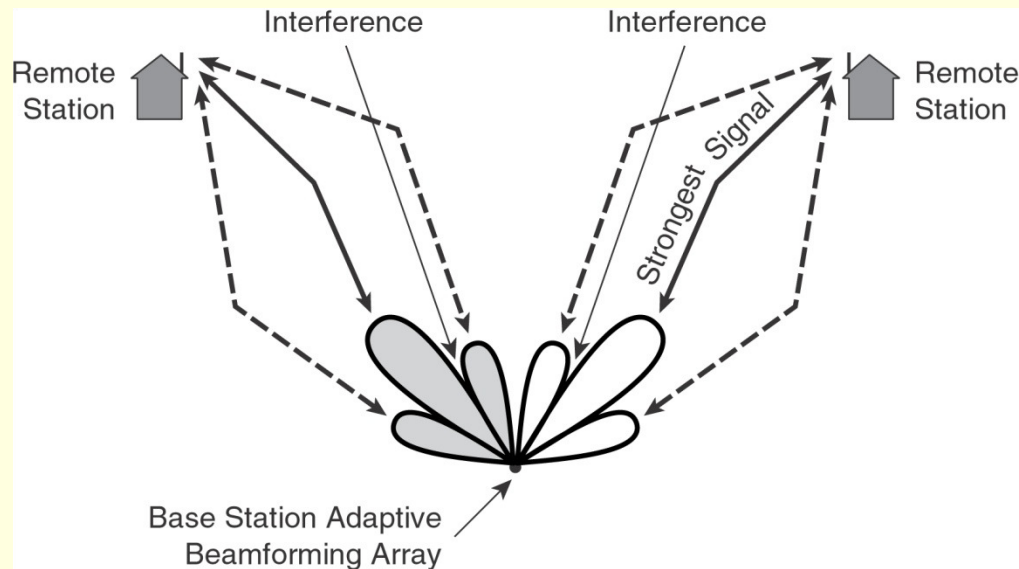 Interference
Interference
Remote
Station
Remote
Station
Strongest Signal
Base Station Adaptive
Beamforming Array